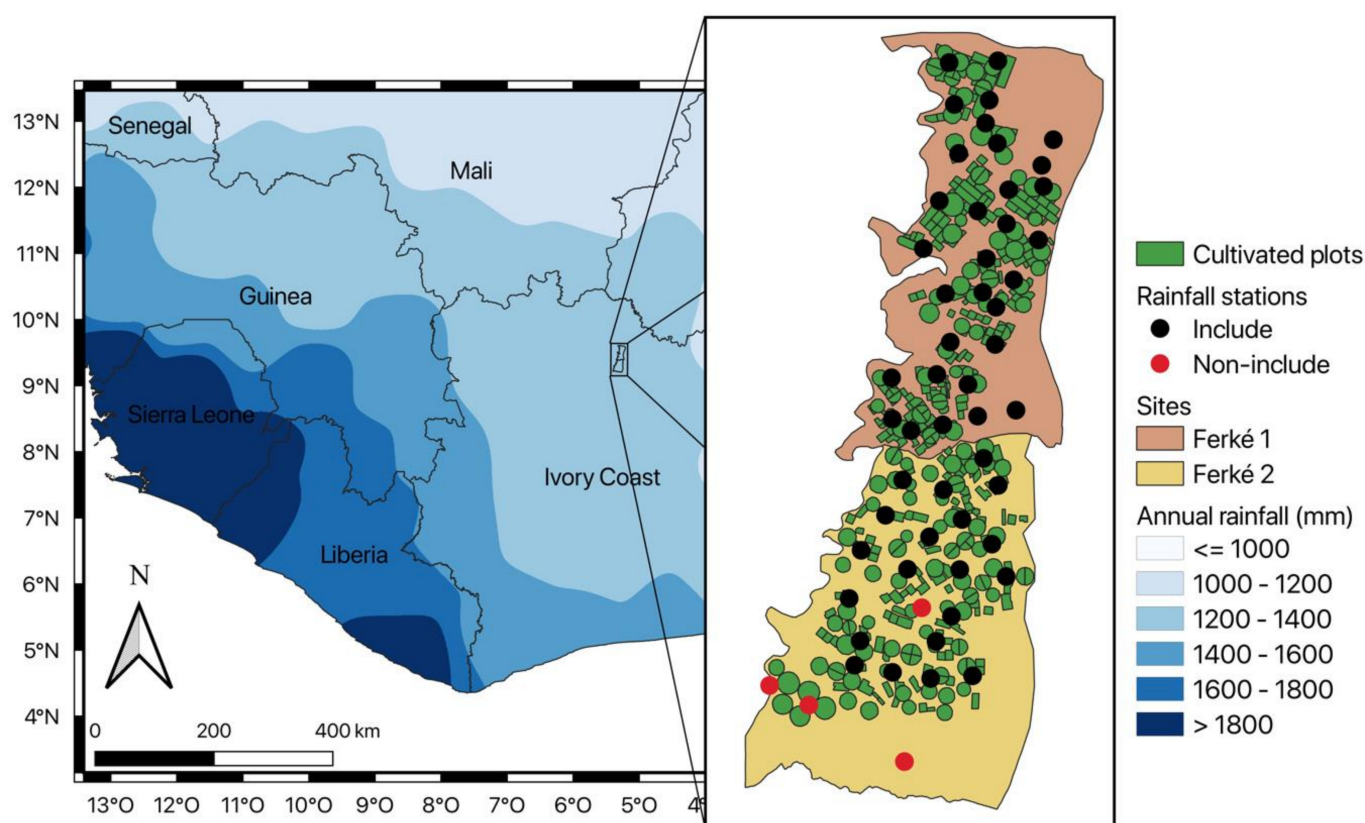 13°N
Senegal
Mali
12°N
11°N
Guinea
10°N
9°N
Sierra Leone
8°N
Ivory Coast
7°N
Liberia
6°N
N
5°N
4°N
0 200 400 km
13°O 12°O 11°O 10°O 9°O 8°O 7°O 6°O 5°O 4°
Cultivated plots
Rainfall stations
Include
Non-include
Sites
Ferké 1
Ferké 2
Annual rainfall (mm)
<= 1000
1000 - 1200
1200 - 1400
1400 - 1600
1600 - 1800
> 1800